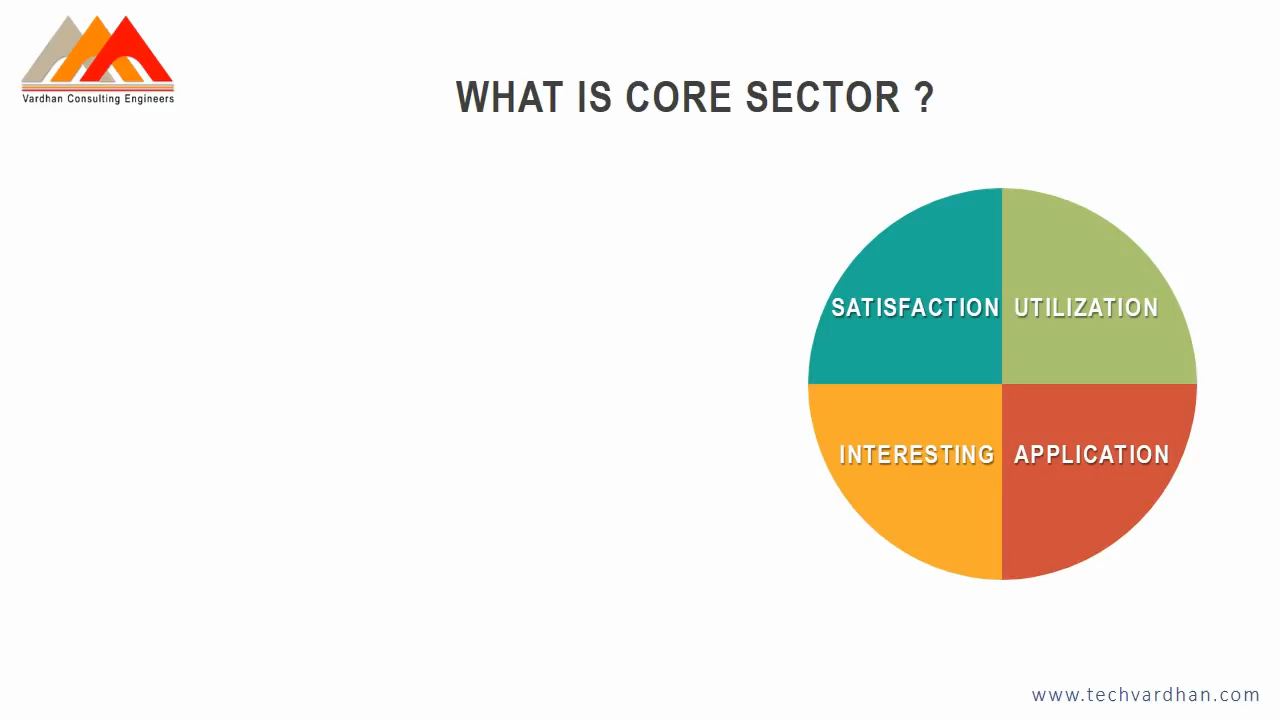 Vardhan Consulting Engineers
WHAT IS CORE SECTOR ?
SATISFACTION UTILIZATION
INTERESTING APPLICATION
www.techvardhan.com